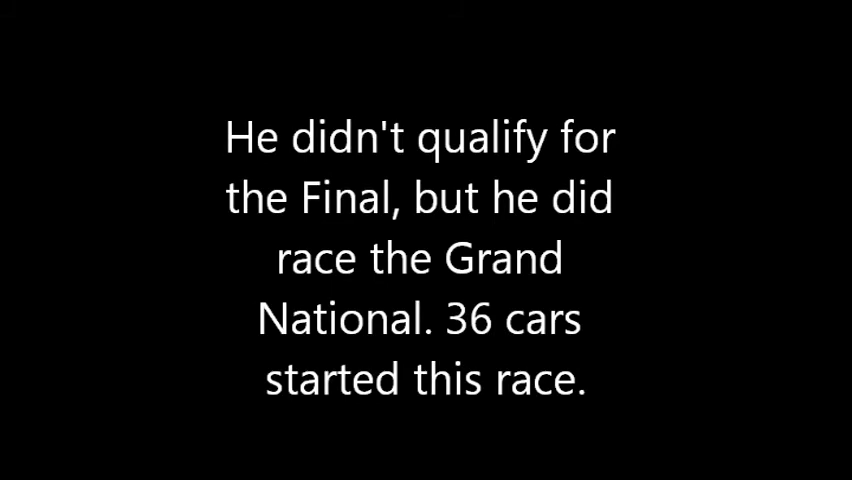 He didn't qualify for
the Final, but he did
race the Grand
National. 36 cars
started this race.